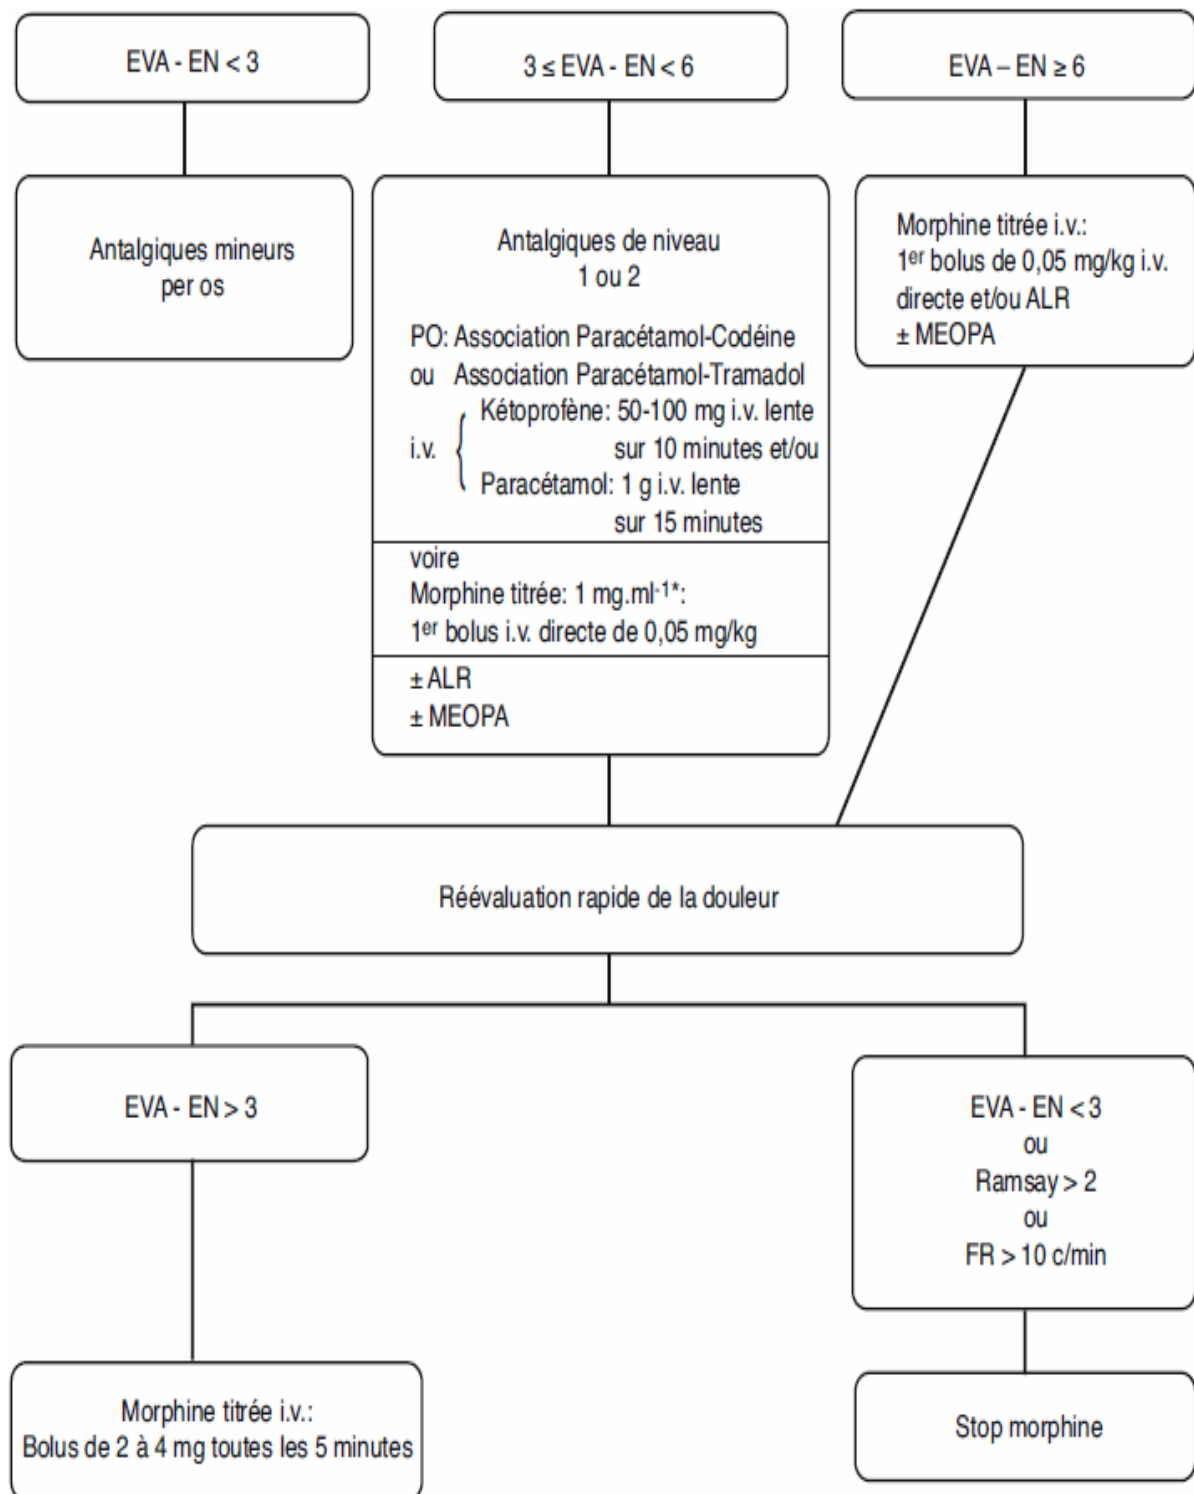 EVA - EN < 3
3 ≤ EVA - EN < 6
EVA – EN ≥ 6
Antalgiques mineurs
per os
Antalgiques de niveau
1 ou 2
PO: Association Paracétamol-Codéine
ou Association Paracétamol-Tramadol
i.v. { Kétoprofène: 50-100 mg i.v. lente
sur 10 minutes et/ou
Paracétamol: 1 g i.v. lente
sur 15 minutes
voire
Morphine titrée: 1 mg.ml-1*:
1er bolus i.v. directe de 0,05 mg/kg
± ALR
± MEOPA
Morphine titrée i.v.:
1er bolus de 0,05 mg/kg i.v.
directe et/ou ALR
± MEOPA
Réévaluation rapide de la douleur
EVA - EN > 3
EVA - EN < 3
ou
Ramsay > 2
ou
FR > 10 c/min
Morphine titrée i.v.:
Bolus de 2 à 4 mg toutes les 5 minutes
Stop morphine